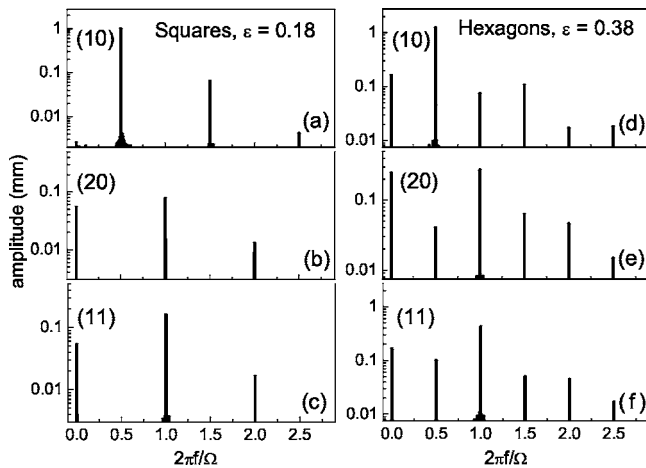 Squares, ε = 0.18
Hexagons, ε = 0.38
amplitude (mm)
(10)
1
0.1
0.01
(a)
(20)
0.1
0.01
(b)
(11)
0.1
0.01
(c)
0.0 0.5 1.0 1.5 2.0 2.5
2πf/Ω
(10)
1
0.1
0.01
(d)
(20)
0.1
0.01
(e)
(11)
1
0.1
0.01
(f)
0.0 0.5 1.0 1.5 2.0 2.5
2πf/Ω